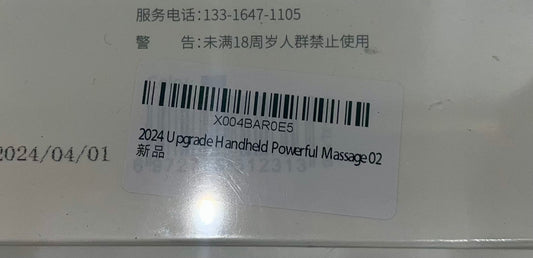 服务电话:133-1647-1105
警 告:未满18周岁人群禁止使用
X004BAR0E5
2024 Upgrade Handheld Powerful Massage 02
新品
2024/04/01